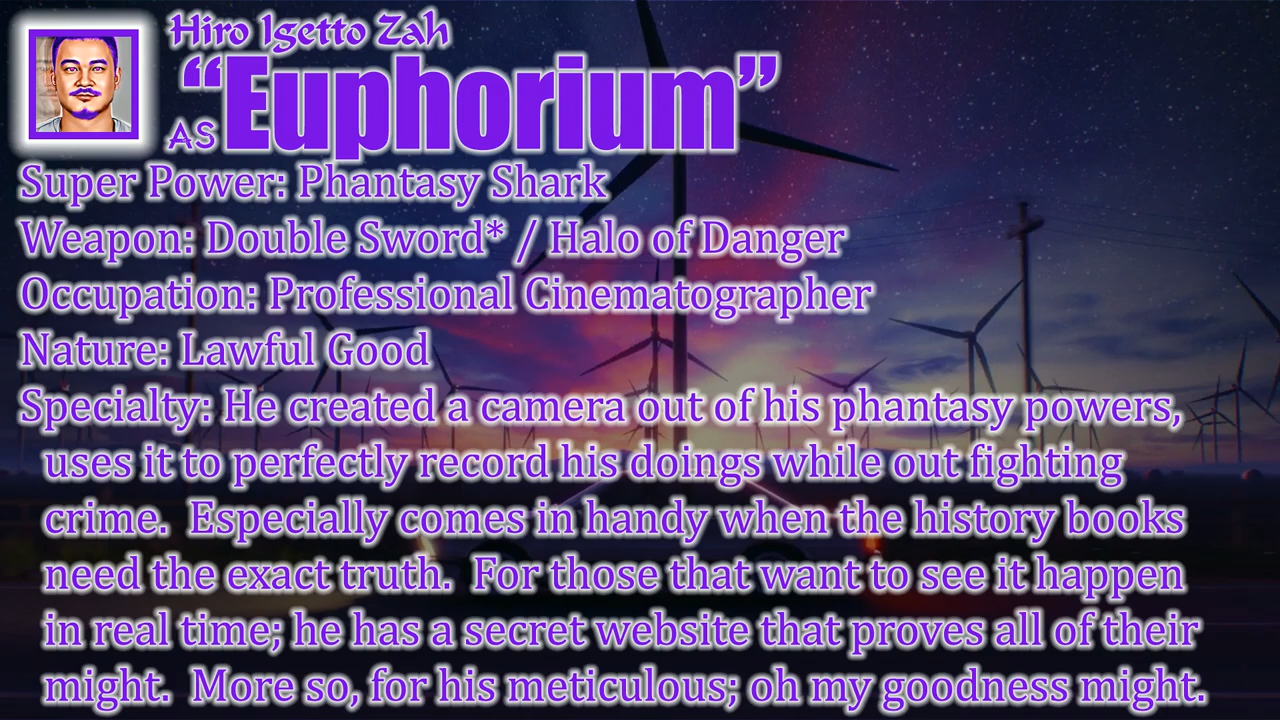 Hiro Igetto Zah
AS “Euphorium”
Super Power: Phantasy Shark
Weapon: Double Sword* / Halo of Danger
Occupation: Professional Cinematographer
Nature: Lawful Good
Specialty: He created a camera out of his phantasy powers,
uses it to perfectly record his doings while out fighting
crime.  Especially comes in handy when the history books
need the exact truth.  For those that want to see it happen
in real time; he has a secret website that proves all of their
might.  More so, for his meticulous; oh my goodness might.